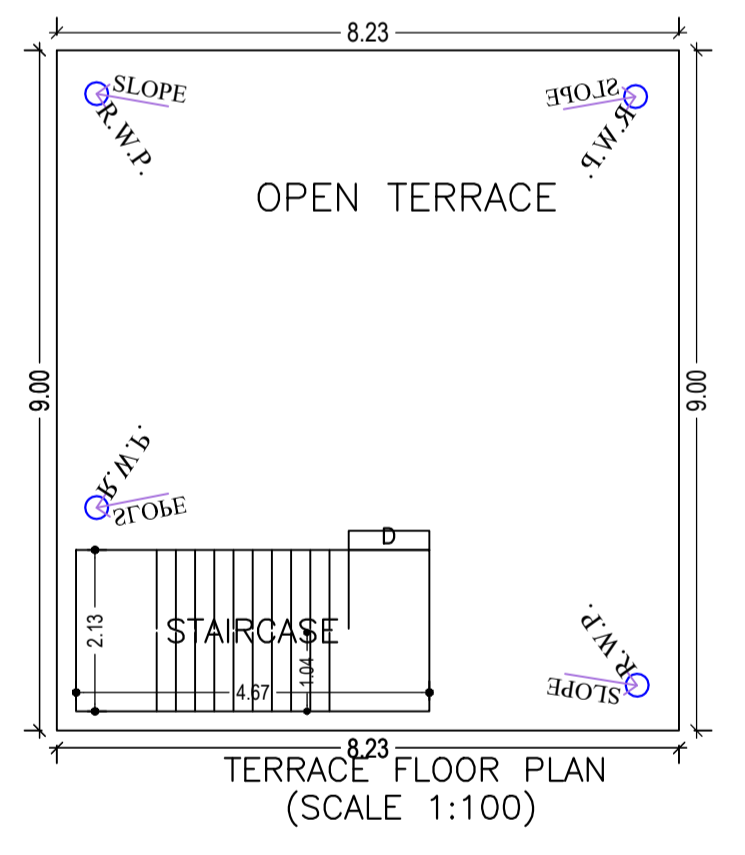 8.23
SLOPE
R.W.P.
SLOPE
R.W.P.
OPEN TERRACE
9.00
9.00
R.W.P.
SLOPE
D
STAIRCASE
2.13
1.04
4.67
R.W.P.
SLOPE
8.23
TERRACE FLOOR PLAN
(SCALE 1:100)